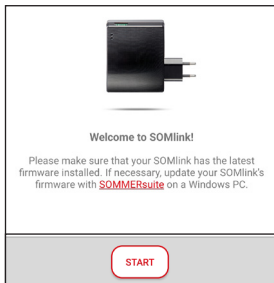 Welcome to SOMlink!
Please make sure that your SOMlink has the latest
firmware installed. If necessary, update your SOMlink's
firmware with SOMMERsuite on a Windows PC.
START